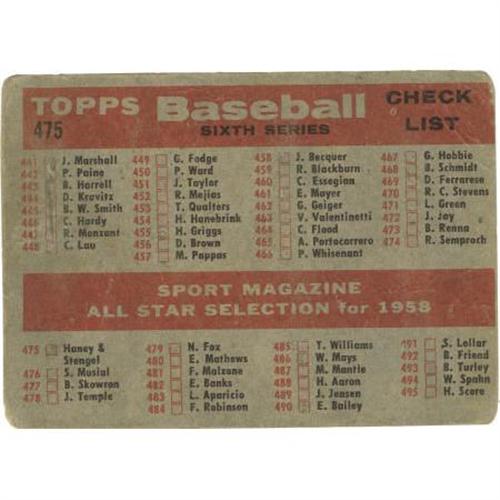 TOPPS Baseball CHECK LIST
475 SIXTH SERIES
441 J. Marshall
442 P. Paine
B. Harrell
D. Kravitz
B. W. Smith
446 C. Hardy
R. Monzant
448 C. Lau
449 G. Fodge
450 P. Ward
451 J. Taylor
452 R. Mejias
T. Qualters
454 H. Hanebrink
455 H. Griggs
456 D. Brown
457 M. Pappas
458 J. Becquer
459 R. Blackburn
460 C. Essegian
461 E. Mayer
462 G. Geiger
463 V. Valentinetti
464 C. Flood
465 A. Portocarrero
466 P. Whisenant
467 G. Hobbie
468 B. Schmidt
469 D. Ferrarese
470 R. C. Stevens
471 L. Green
472 J. Jay
473 B. Renna
474 R. Semproch
SPORT MAGAZINE
ALL STAR SELECTION for 1958
475 Haney &
Stengel
476 S. Musial
477 B. Skowron
478 J. Temple
479 N. Fox
480 E. Mathews
481 F. Malzone
482 E. Banks
483 L. Aparicio
484 F. Robinson
485 T. Williams
486 W. Mays
487 M. Mantle
488 H. Aaron
489 J. Jensen
490 E. Bailey
491 S. Lollar
492 B. Friend
493 B. Turley
494 W. Spahn
495 H. Score